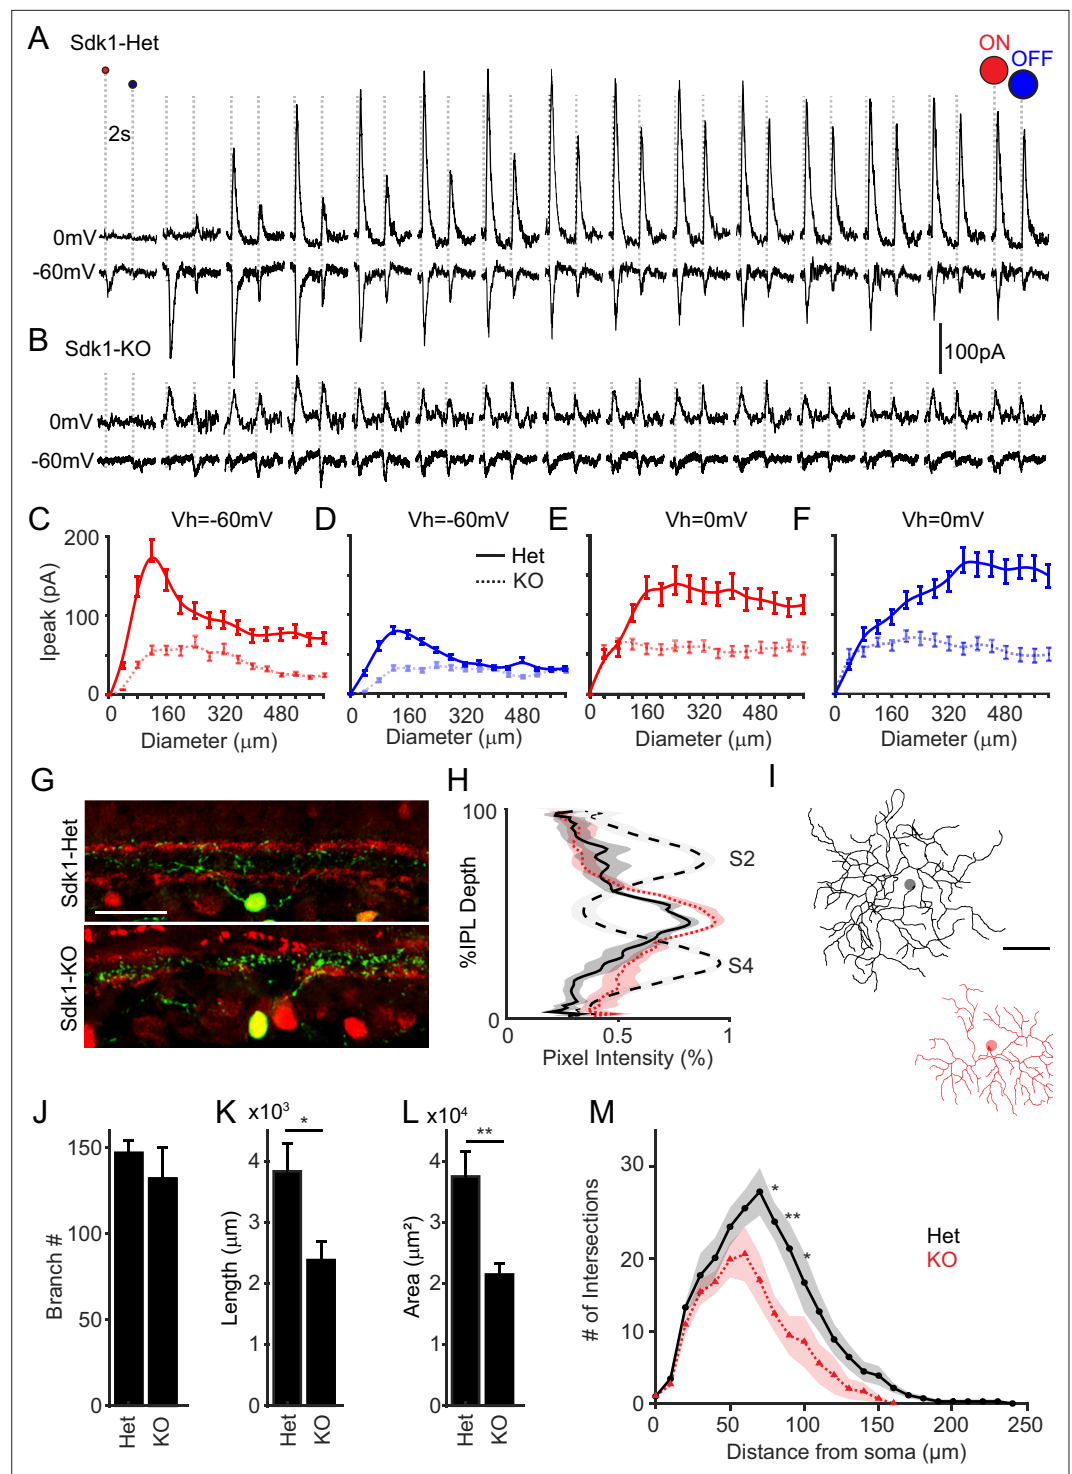 A
Sdk1-Het
ON
OFF
2s
0mV
-60mV
B
Sdk1-KO
100pA
0mV
-60mV
C Vh=-60mV
D Vh=-60mV
E Vh=0mV
F Vh=0mV
Het
KO
Ipeak (pA)
200
100
0
0 160 320 480
0 160 320 480
0 160 320 480
0 160 320 480
Diameter (μm)
Diameter (μm)
Diameter (μm)
Diameter (μm)
G
Sdk1-Het
Sdk1-KO
H
%IPL Depth
100
0
S2
S4
0 0.5 1
Pixel Intensity (%)
I
J
Branch #
150
100
50
0
Het KO
K
x10³
*
Length (μm)
4
3
2
1
0
Het KO
L
x10⁴
**
Area (μm²)
4
2
0
Het KO
M
# of Intersections
30
20
10
0
*
**
*
Het
KO
0 50 100 150 200 250
Distance from soma (μm)